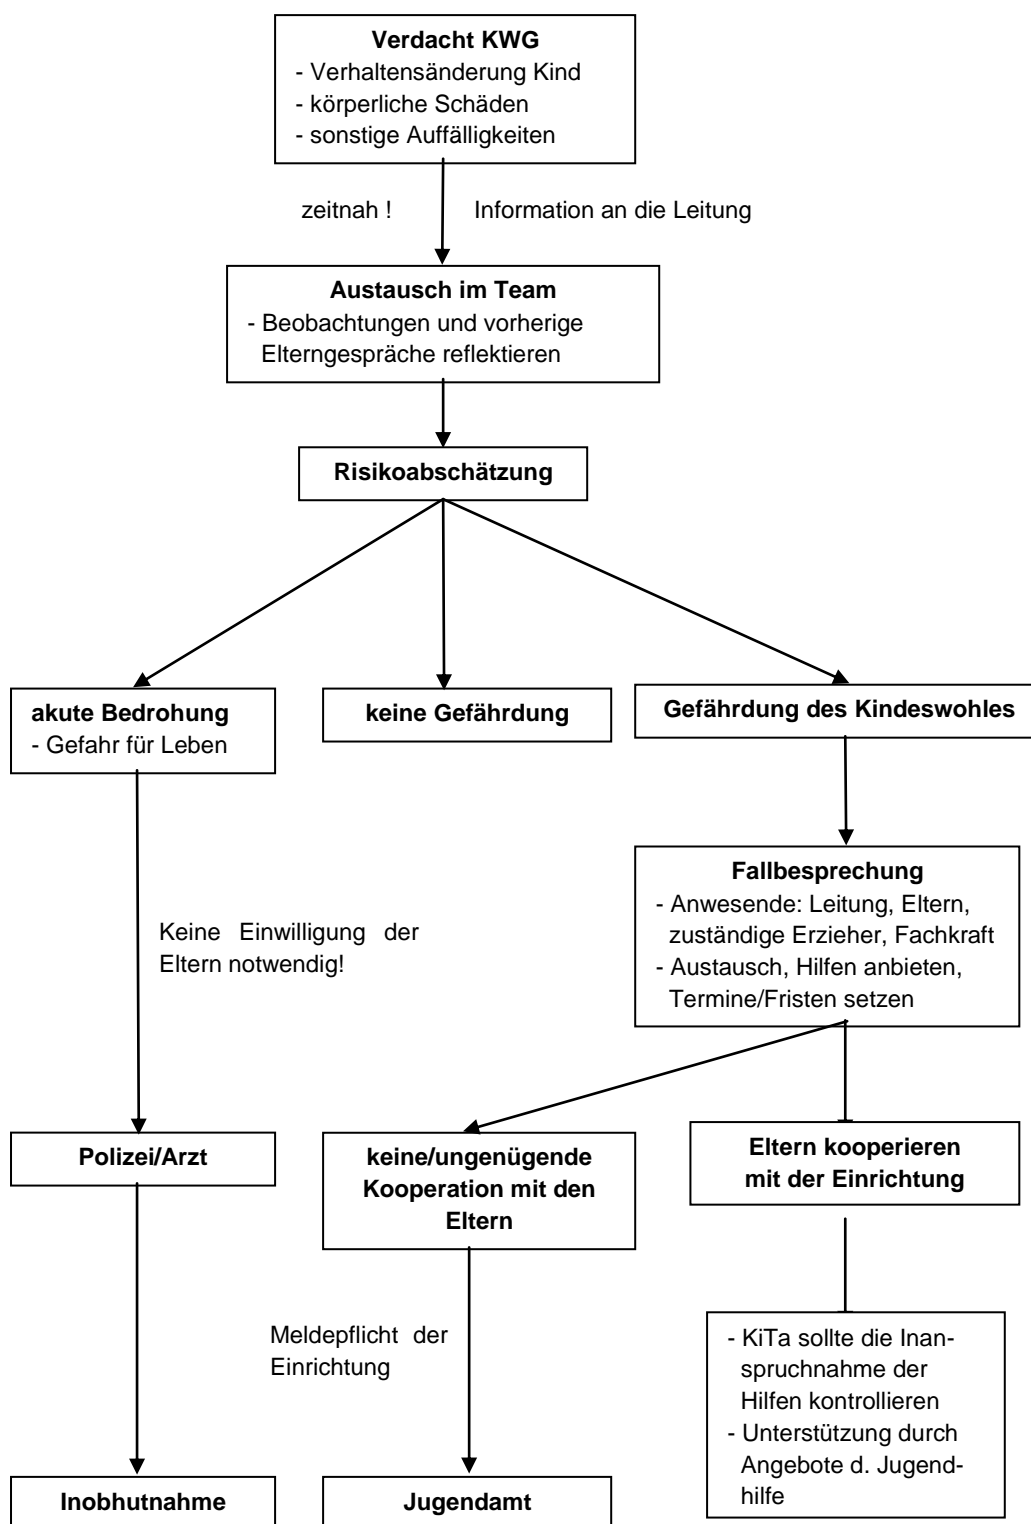 Verdacht KWG
- Verhaltensänderung Kind
- körperliche Schäden
- sonstige Auffälligkeiten
zeitnah !
Information an die Leitung
Austausch im Team
- Beobachtungen und vorherige
Elterngespräche reflektieren
Risikoabschätzung
akute Bedrohung
- Gefahr für Leben
keine Gefährdung
Gefährdung des Kindeswohles
Fallbesprechung
- Anwesende: Leitung, Eltern,
zuständige Erzieher, Fachkraft
- Austausch, Hilfen anbieten,
Termine/Fristen setzen
Keine Einwilligung der
Eltern notwendig!
Polizei/Arzt
keine/ungenügende
Kooperation mit den
Eltern
Eltern kooperieren
mit der Einrichtung
Meldepflicht der
Einrichtung
- KiTa sollte die Inan-
spruchnahme der
Hilfen kontrollieren
- Unterstützung durch
Angebote d. Jugend-
hilfe
Inobhutnahme
Jugendamt